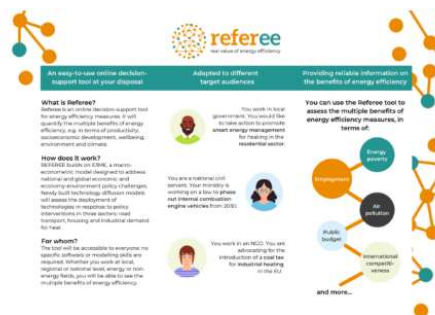 referee
real value of energy efficiency
An easy-to-use online decision-
support tool at your disposal
Adapted to different
target audiences
Providing reliable information on
the benefits of energy efficiency
What is Referee?
Referee is an online decision-support tool
for energy efficiency measures. It will
quantify the multiple benefits of energy
efficiency, e.g. in terms of productivity,
socioeconomic development, wellbeing,
environment and climate.
How does it work?
REFEREE builds on E3ME, a macro-
econometric model designed to address
national and global economic and
economy-environment policy challenges.
Newly built technology diffusion models
will assess the deployment of
technologies in response to policy
interventions in three sectors: road
transport, housing and industrial demand
for heat.
For whom?
The tool will be accessible to everyone: no
specific software or modelling skills are
required. Whether you work at local,
regional or national level, energy or non-
energy fields, you will be able to see the
multiple benefits of energy efficiency.
You work in local
government. You would like
to take action to promote
smart energy management
for heating in the
residential sector.
You are a national civil
servant. Your ministry is
working on a law to phase
out internal combustion
engine vehicles from 2030.
You work in an NGO. You are
advocating for the
introduction of a coal tax
for industrial heating
in the EU.
You can use the Referee tool to
assess the multiple benefits of
energy efficiency measures, in
terms of:
Energy
poverty
Employment
Air
pollution
Public
budget
International
competiti-
veness
and more...